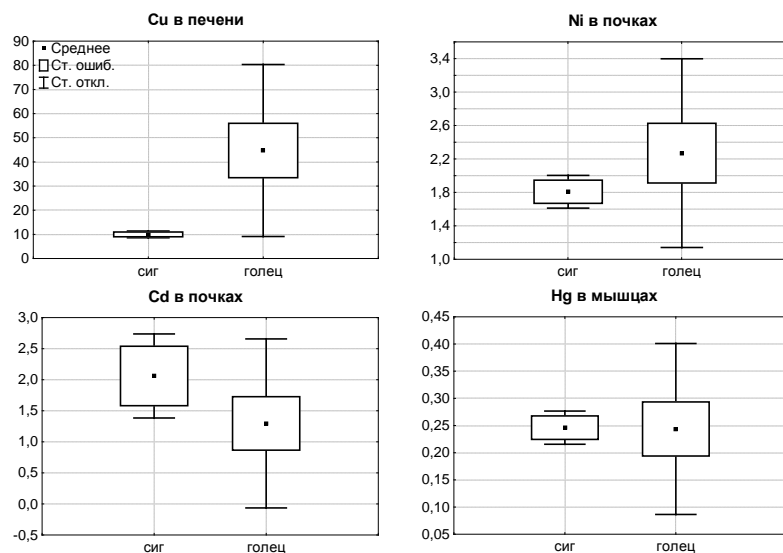 Cu в печени
90
80
70
60
50
40
30
20
10
0
Среднее
Ст. ошиб.
Ст. откл.
сиг
голец
Ni в почках
3,4
3,0
2,6
2,2
1,8
1,4
1,0
сиг
голец
Cd в почках
3,0
2,5
2,0
1,5
1,0
0,5
0,0
-0,5
сиг
голец
Hg в мышцах
0,45
0,40
0,35
0,30
0,25
0,20
0,15
0,10
0,05
сиг
голец